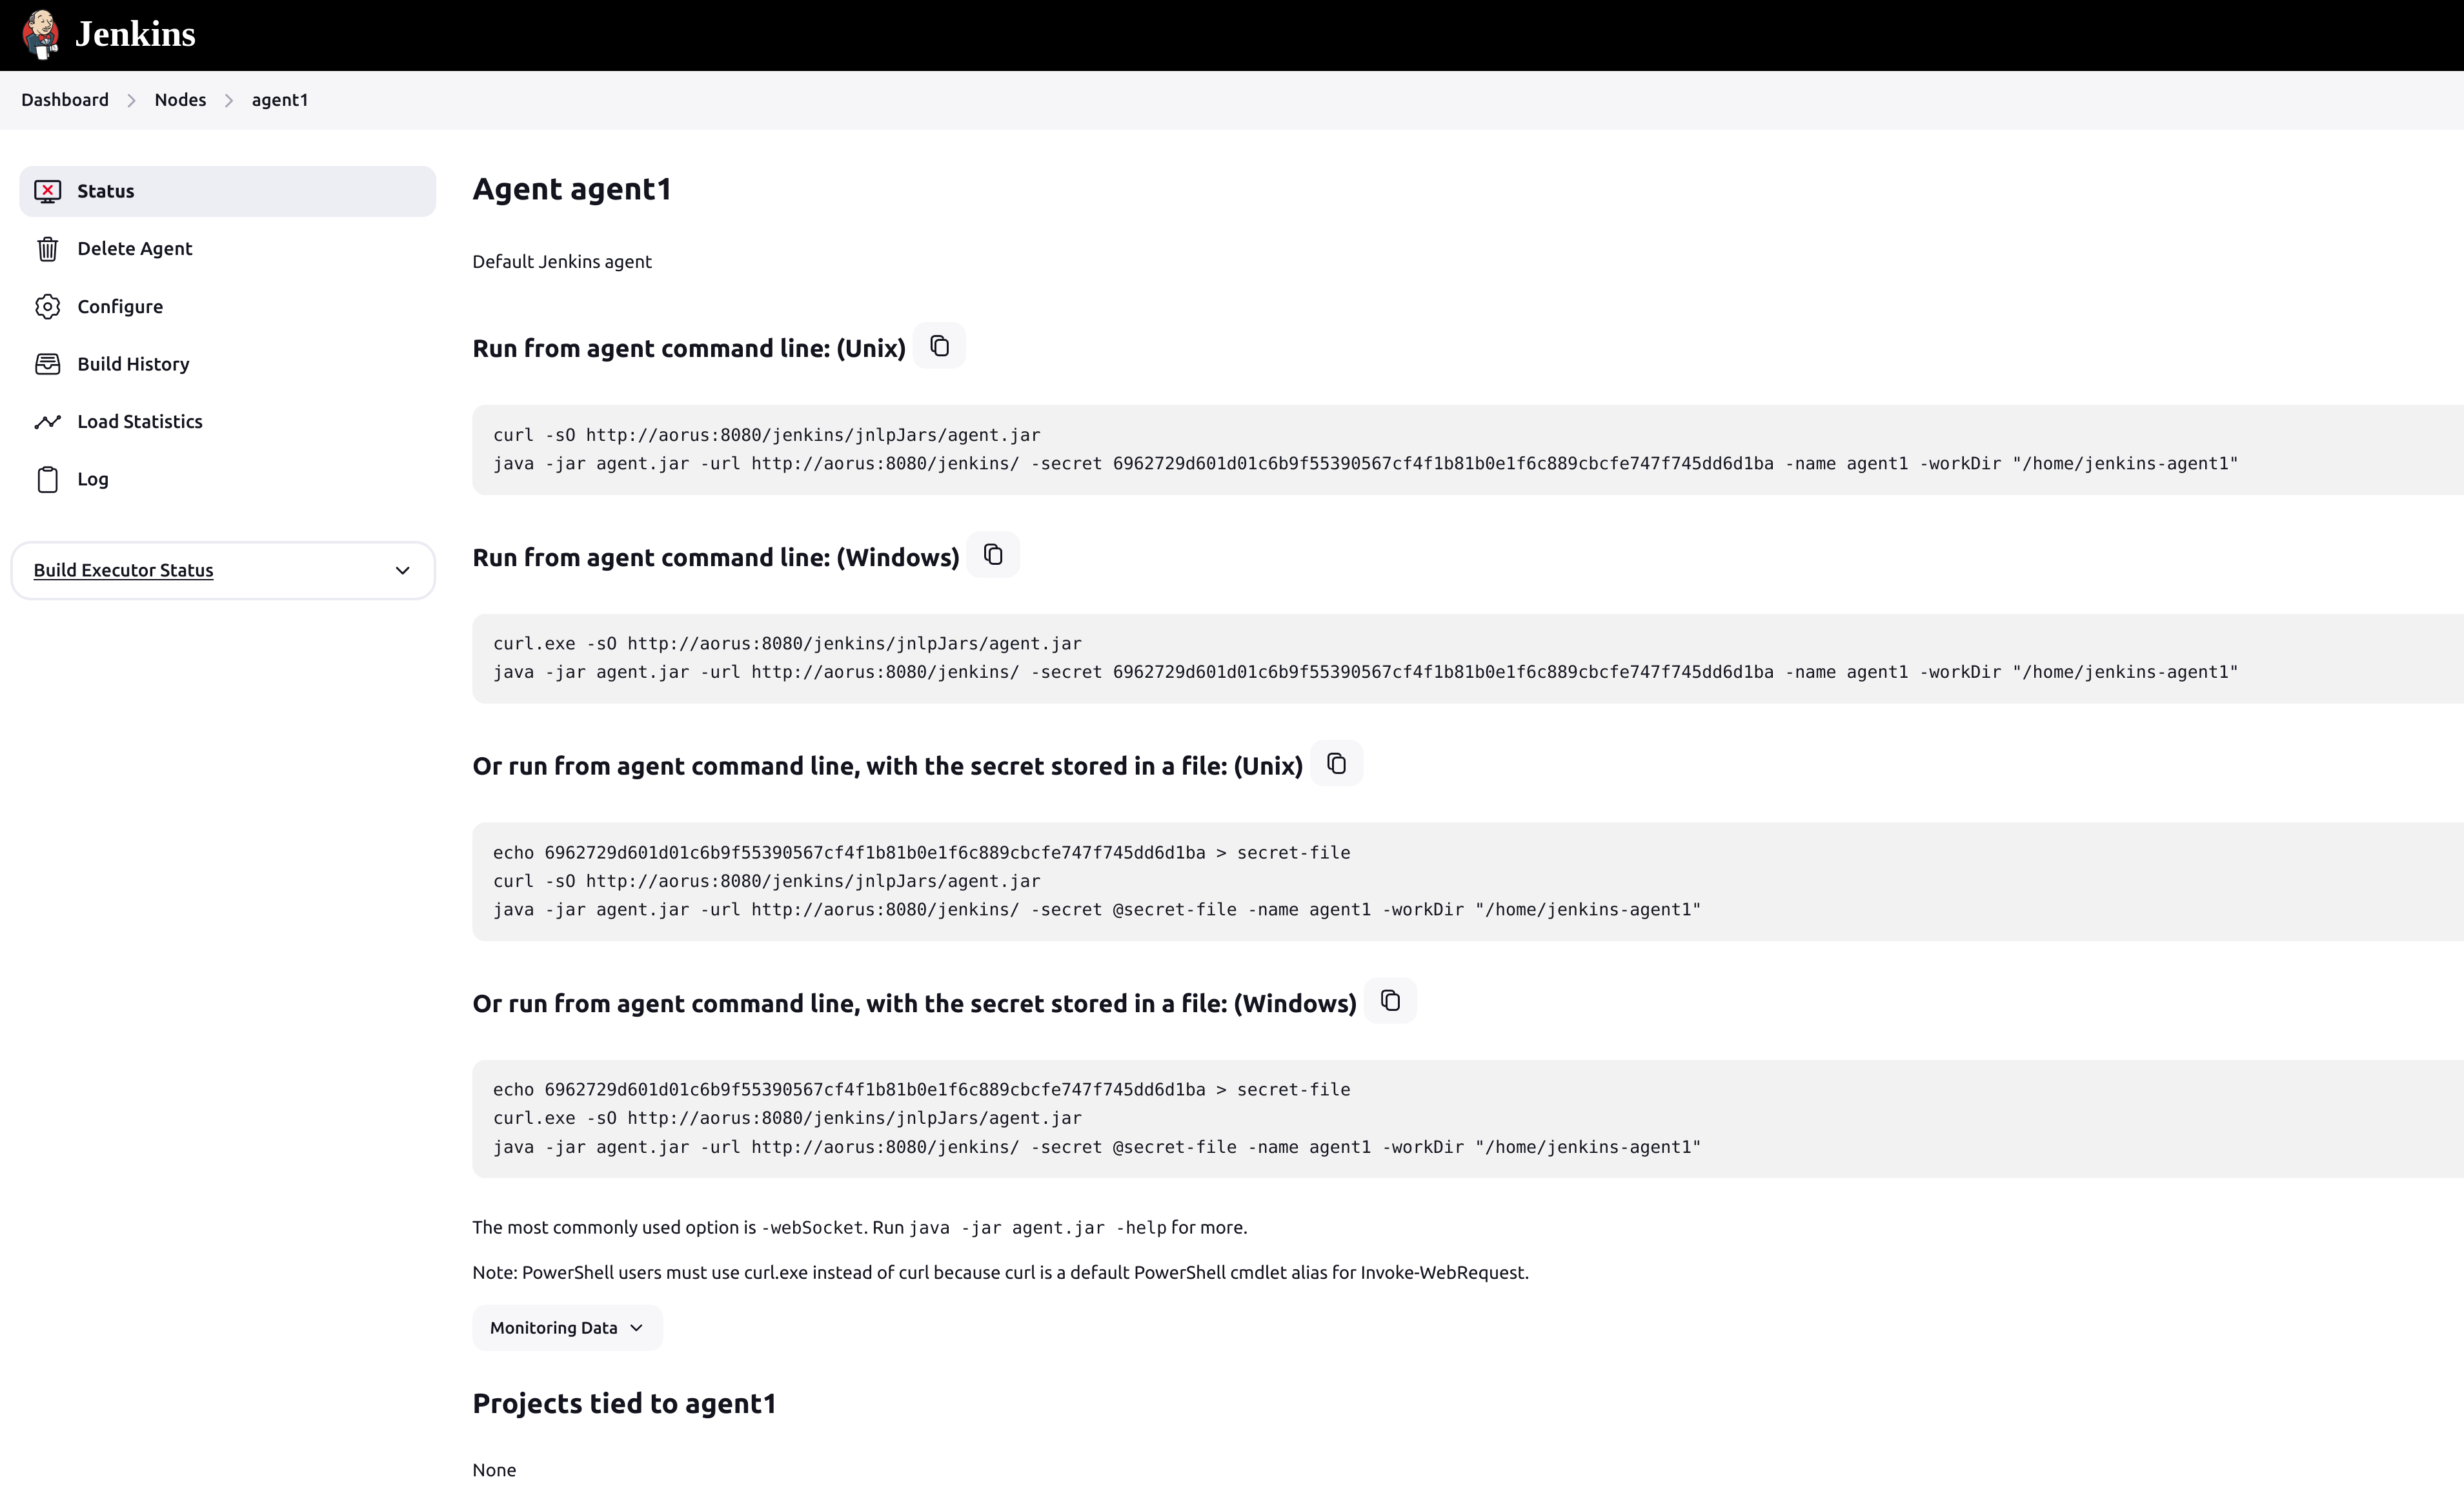 Jenkins
Dashboard > Nodes > agent1
Status
Delete Agent
Configure
Build History
Load Statistics
Log
Build Executor Status
Agent agent1
Default Jenkins agent
Run from agent command line: (Unix)
curl -sO http://aorus:8080/jenkins/jnlpJars/agent.jar
java -jar agent.jar -url http://aorus:8080/jenkins/ -secret 6962729d601d01c6b9f55390567cf4f1b81b0e1f6c889cbcfe747f745dd6d1ba -name agent1 -workDir "/home/jenkins-agent1"
Run from agent command line: (Windows)
curl.exe -sO http://aorus:8080/jenkins/jnlpJars/agent.jar
java -jar agent.jar -url http://aorus:8080/jenkins/ -secret 6962729d601d01c6b9f55390567cf4f1b81b0e1f6c889cbcfe747f745dd6d1ba -name agent1 -workDir "/home/jenkins-agent1"
Or run from agent command line, with the secret stored in a file: (Unix)
echo 6962729d601d01c6b9f55390567cf4f1b81b0e1f6c889cbcfe747f745dd6d1ba > secret-file
curl -sO http://aorus:8080/jenkins/jnlpJars/agent.jar
java -jar agent.jar -url http://aorus:8080/jenkins/ -secret @secret-file -name agent1 -workDir "/home/jenkins-agent1"
Or run from agent command line, with the secret stored in a file: (Windows)
echo 6962729d601d01c6b9f55390567cf4f1b81b0e1f6c889cbcfe747f745dd6d1ba > secret-file
curl.exe -sO http://aorus:8080/jenkins/jnlpJars/agent.jar
java -jar agent.jar -url http://aorus:8080/jenkins/ -secret @secret-file -name agent1 -workDir "/home/jenkins-agent1"
The most commonly used option is -webSocket. Run java -jar agent.jar -help for more.
Note: PowerShell users must use curl.exe instead of curl because curl is a default PowerShell cmdlet alias for Invoke-WebRequest.
Monitoring Data
Projects tied to agent1
None